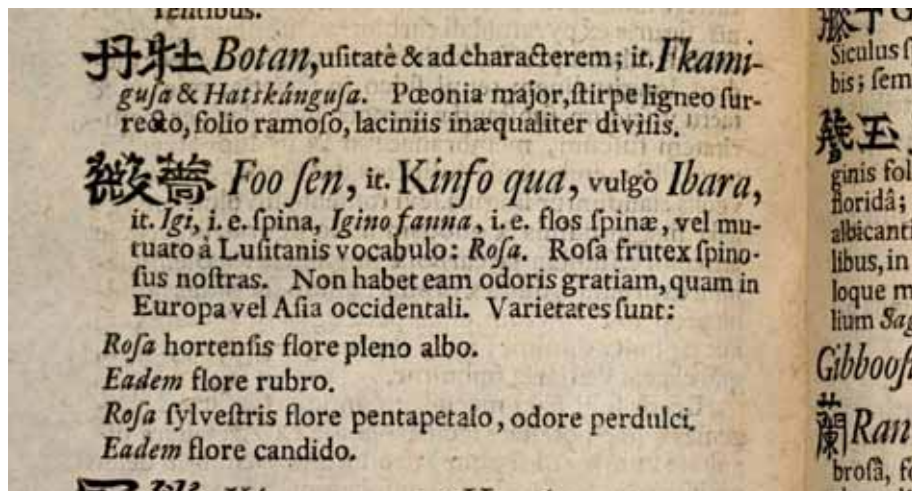 rentibus.
丹牡 Botan, uſitatè & ad characterem; it. Fkami-
guſa & Hatskánguſa. Pœonia major, ſtirpe ligneo ſur-
recto, folio ramoſo, laciniis inæqualiter diviſis.
薇薔 Foo ſen, it. Kinſo qua, vulgò Ibara,
it. Igi, i. e. ſpina, Igino fanna, i. e. flos ſpinæ, vel mu-
tuato à Luſitanis vocabulo: Roſa. Roſa frutex ſpino-
ſus noſtras. Non habet eam odoris gratiam, quam in
Europa vel Aſia occidentali. Varietates ſunt:
Roſa hortenſis flore pleno albo.
Eadem flore rubro.
Roſa ſylveſtris flore pentapetalo, odore perdulci.
Eadem flore candido.
Siculus
bis; ſem
ginis fol
floridâ;
albicanti
libus, in
loque m
lium Sag
Gibbooſ
蘭 Ran
broſâ, f